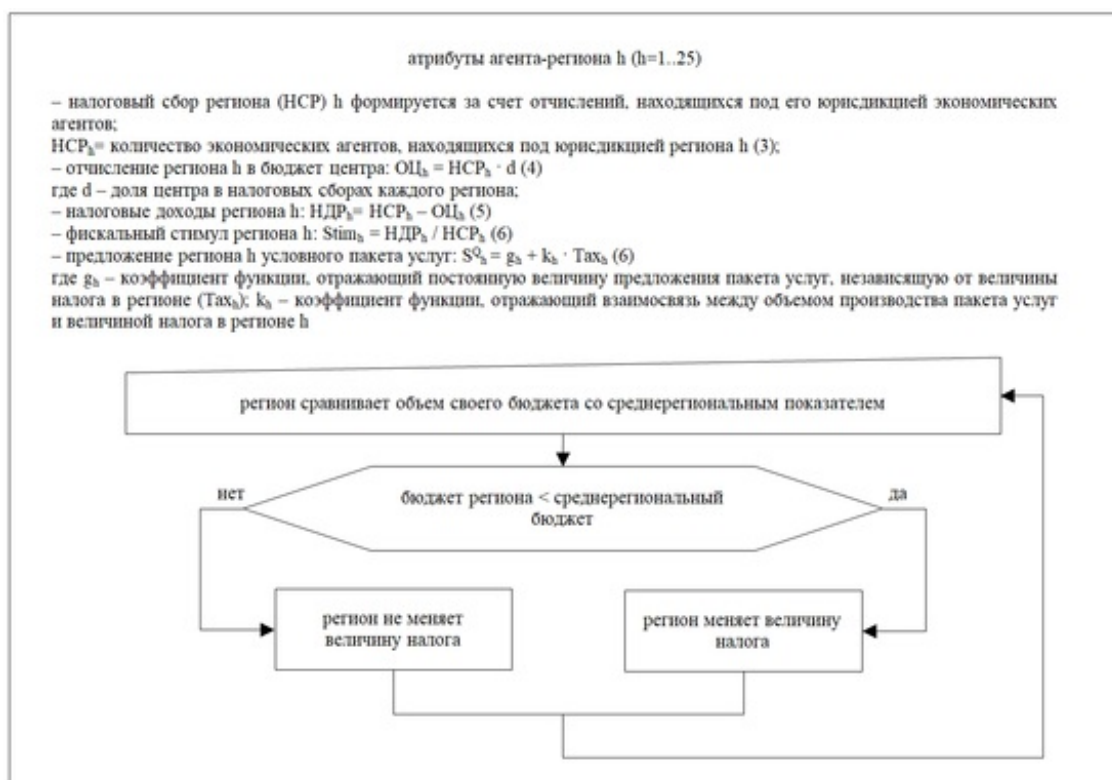 атрибуты агента-региона h (h=1..25)
– налоговый сбор региона (НСР) h формируется за счет отчислений, находящихся под его юрисдикцией экономических
агентов;
НСРₕ= количество экономических агентов, находящихся под юрисдикцией региона h (3);
– отчисление региона h в бюджет центра: ОЦₕ = НСРₕ · d (4)
где d – доля центра в налоговых сборах каждого региона;
– налоговые доходы региона h: НДРₕ= НСРₕ – ОЦₕ (5)
– фискальный стимул региона h: Stimₕ = НДРₕ / НСРₕ (6)
– предложение региона h условного пакета услуг: S^Qₕ = gₕ + kₕ · Taxₕ (6)
где gₕ – коэффициент функции, отражающий постоянную величину предложения пакета услуг, независящую от величины
налога в регионе (Taxₕ); kₕ – коэффициент функции, отражающий взаимосвязь между объемом производства пакета услуг
и величиной налога в регионе h
регион сравнивает объем своего бюджета со среднерегиональным показателем
нет
бюджет региона < среднерегиональный
бюджет
да
регион не меняет
величину налога
регион меняет величину
налога